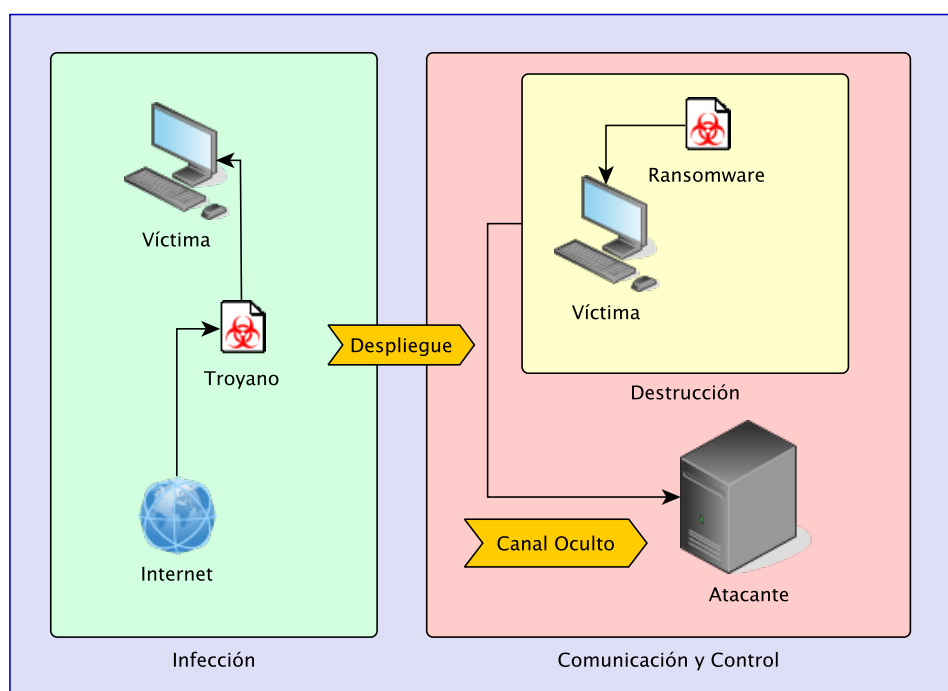 Víctima
Troyano
Internet
Infección
Despliegue
Ransomware
Víctima
Destrucción
Canal Oculto
Atacante
Comunicación y Control